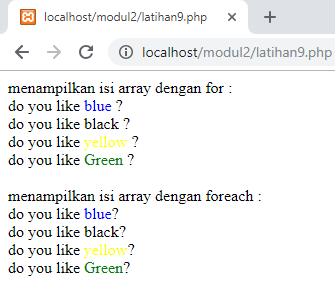 localhost/modul2/latihan9.php
localhost/modul2/latihan9.php
menampilkan isi array dengan for :
do you like blue ?
do you like black ?
do you like yellow ?
do you like Green ?
menampilkan isi array dengan foreach :
do you like blue?
do you like black?
do you like yellow?
do you like Green?